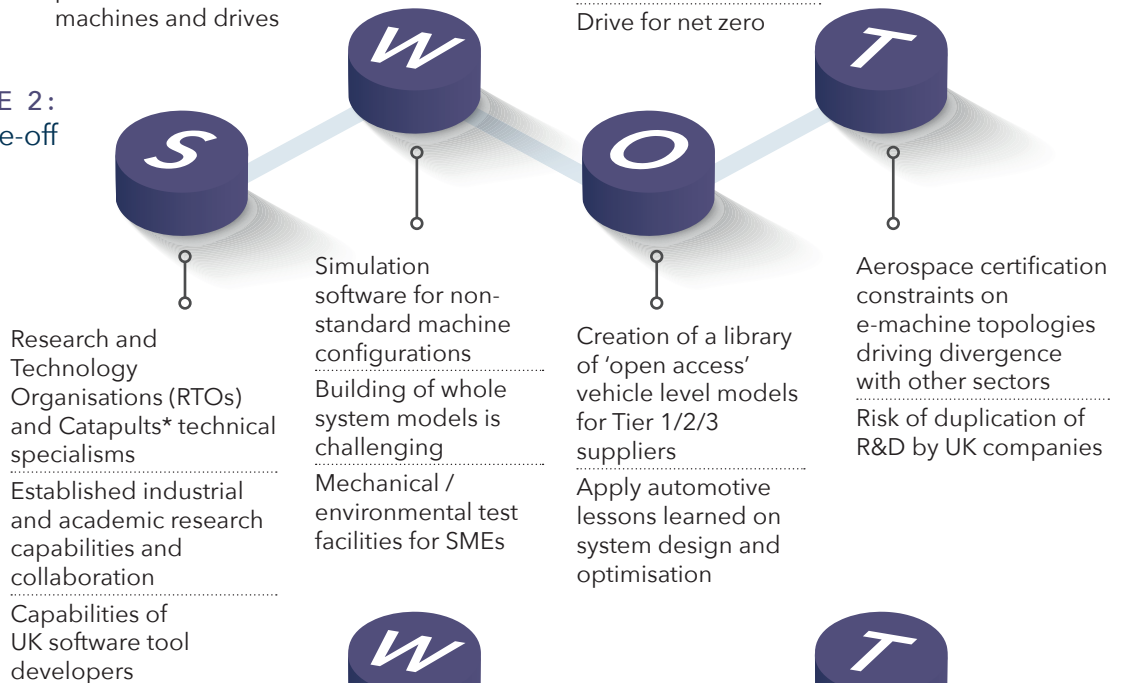 machines and drives
Drive for net zero
E 2:
e-off
S
W
O
T
Research and
Technology
Organisations (RTOs)
and Catapults* technical
specialisms
Established industrial
and academic research
capabilities and
collaboration
Capabilities of
UK software tool
developers
Simulation
software for non-
standard machine
configurations
Building of whole
system models is
challenging
Mechanical /
environmental test
facilities for SMEs
Creation of a library
of ‘open access’
vehicle level models
for Tier 1/2/3
suppliers
Apply automotive
lessons learned on
system design and
optimisation
Aerospace certification
constraints on
e-machine topologies
driving divergence
with other sectors
Risk of duplication of
R&D by UK companies
W
T